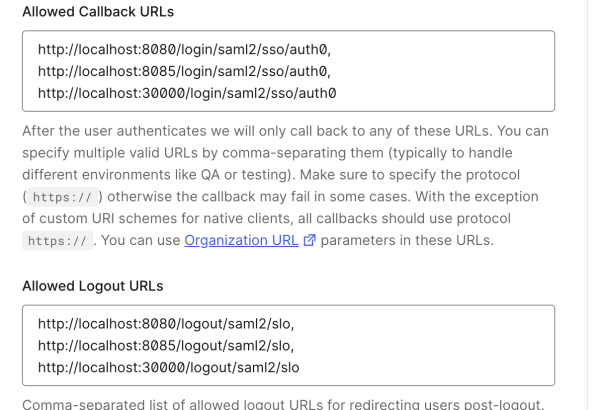 Allowed Callback URLs
http://localhost:8080/login/saml2/sso/auth0,
http://localhost:8085/login/saml2/sso/auth0,
http://localhost:30000/login/saml2/sso/auth0
After the user authenticates we will only call back to any of these URLs. You can
specify multiple valid URLs by comma-separating them (typically to handle
different environments like QA or testing). Make sure to specify the protocol
( https:// ) otherwise the callback may fail in some cases. With the exception
of custom URI schemes for native clients, all callbacks should use protocol
https:// . You can use Organization URL parameters in these URLs.
Allowed Logout URLs
http://localhost:8080/logout/saml2/slo,
http://localhost:8085/logout/saml2/slo,
http://localhost:30000/logout/saml2/slo
Comma-separated list of allowed logout URLs for redirecting users post-logout.